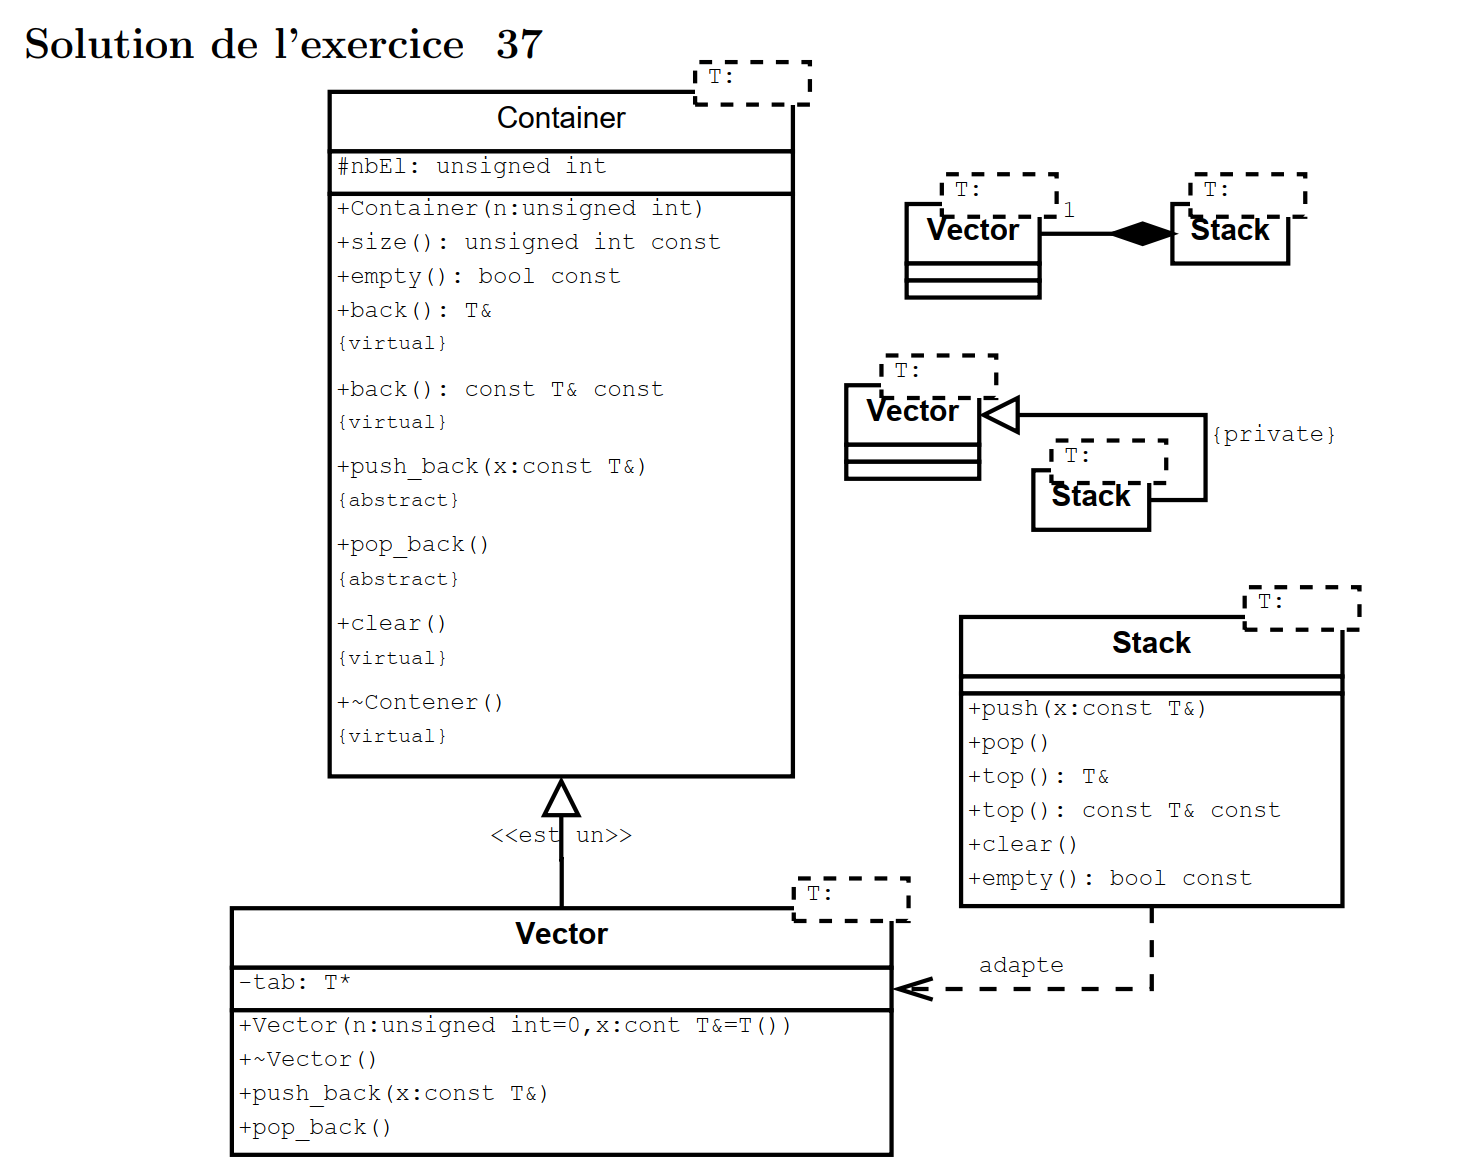 Solution de l'exercice 37
T:
Container
#nbEl: unsigned int
+Container(n:unsigned int)
+size(): unsigned int const
+empty(): bool const
+back(): T&
{virtual}
+back(): const T& const
{virtual}
+push_back(x:const T&)
{abstract}
+pop_back()
{abstract}
+clear()
{virtual}
+~Contener()
{virtual}
<<est un>>
T:
Vector
-tab: T*
+Vector(n:unsigned int=0,x:cont T&=T())
+~Vector()
+push_back(x:const T&)
+pop_back()
T:
Vector
1
T:
Stack
T:
Vector
{private}
T:
Stack
T:
Stack
+push(x:const T&)
+pop()
+top(): T&
+top(): const T& const
+clear()
+empty(): bool const
adapte